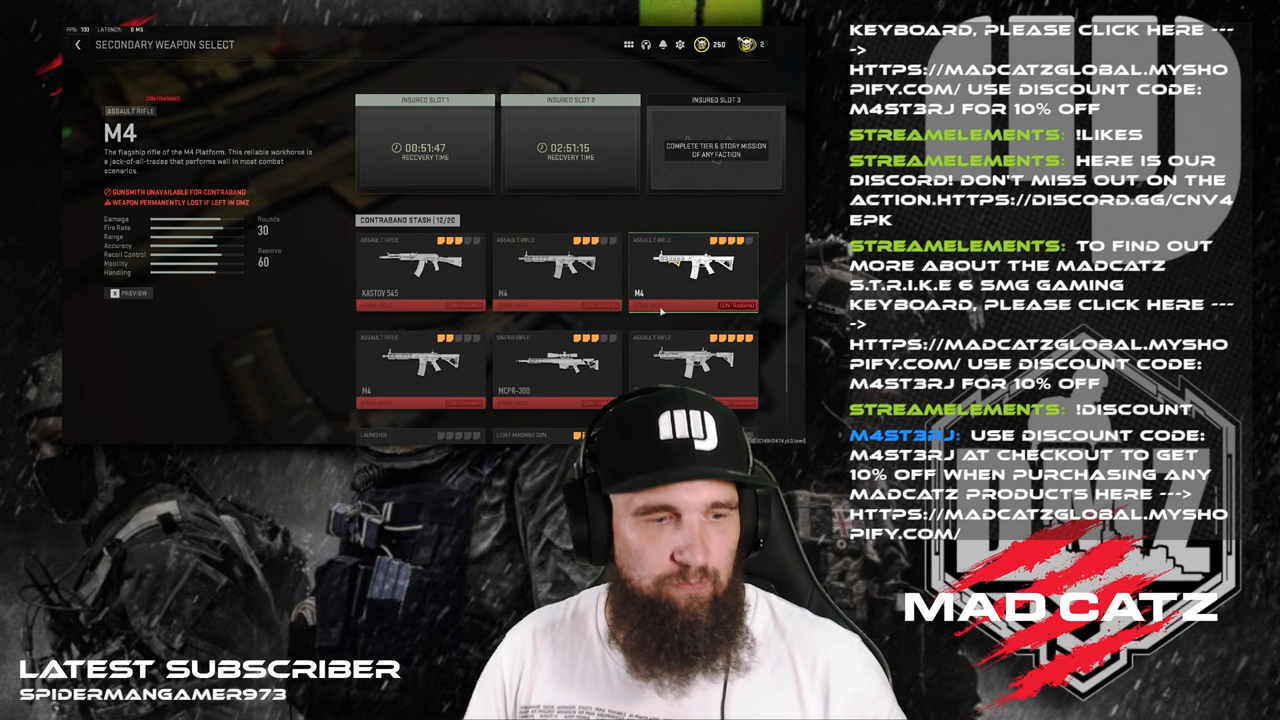 FPS: 100 LATENCY: 0 MS
SECONDARY WEAPON SELECT
250
2
CONTRABAND
ASSAULT RIFLE
M4
The flagship rifle of the M4 Platform. This reliable workhorse
is a jack-of-all-trades that performs well in most combat
scenarios.
GUNSMITH UNAVAILABLE FOR CONTRABAND
WEAPON PERMANENTLY LOST IF LEFT IN DMZ
Damage
Fire Rate
Range
Accuracy
Recoil Control
Mobility
Handling
Rounds
30
Reserve
60
X PREVIEW
INSURED SLOT 1
00:51:47
RECOVERY TIME
INSURED SLOT 2
02:51:15
RECOVERY TIME
INSURED SLOT 3
COMPLETE TIER 5 STORY MISSION
OF ANY FACTION
CONTRABAND STASH | 12/20
ASSAULT RIFLE
KASTOV 545
CONTRABAND
ASSAULT RIFLE
M4
CONTRABAND
ASSAULT RIFLE
M4
CONTRABAND
ASSAULT RIFLE
M4
CONTRABAND
SNIPER RIFLE
MCPR-300
CONTRABAND
ASSAULT RIFLE
CONTRABAND
LAUNCHER
LIGHT MACHINE GUN
KEYBOARD, PLEASE CLICK HERE ---
->
HTTPS://MADCATZGLOBAL.MYSHO
PIFY.COM/ USE DISCOUNT CODE:
M4ST3RJ FOR 10% OFF
STREAMELEMENTS: !LIKES
STREAMELEMENTS: HERE IS OUR
DISCORD! DON'T MISS OUT ON THE
ACTION.HTTPS://DISCORD.GG/CNV4
EPK
STREAMELEMENTS: TO FIND OUT
MORE ABOUT THE MADCATZ
S.T.R.I.K.E 6 SMG GAMING
KEYBOARD, PLEASE CLICK HERE ---
->
HTTPS://MADCATZGLOBAL.MYSHO
PIFY.COM/ USE DISCOUNT CODE:
M4ST3RJ FOR 10% OFF
STREAMELEMENTS: !DISCOUNT
M4ST3RJ: USE DISCOUNT CODE:
M4ST3RJ AT CHECKOUT TO GET
10% OFF WHEN PURCHASING ANY
MADCATZ PRODUCTS HERE --->
HTTPS://MADCATZGLOBAL.MYSHO
PIFY.COM/
MAD CATZ
LATEST SUBSCRIBER
SPIDERMANGAMER973